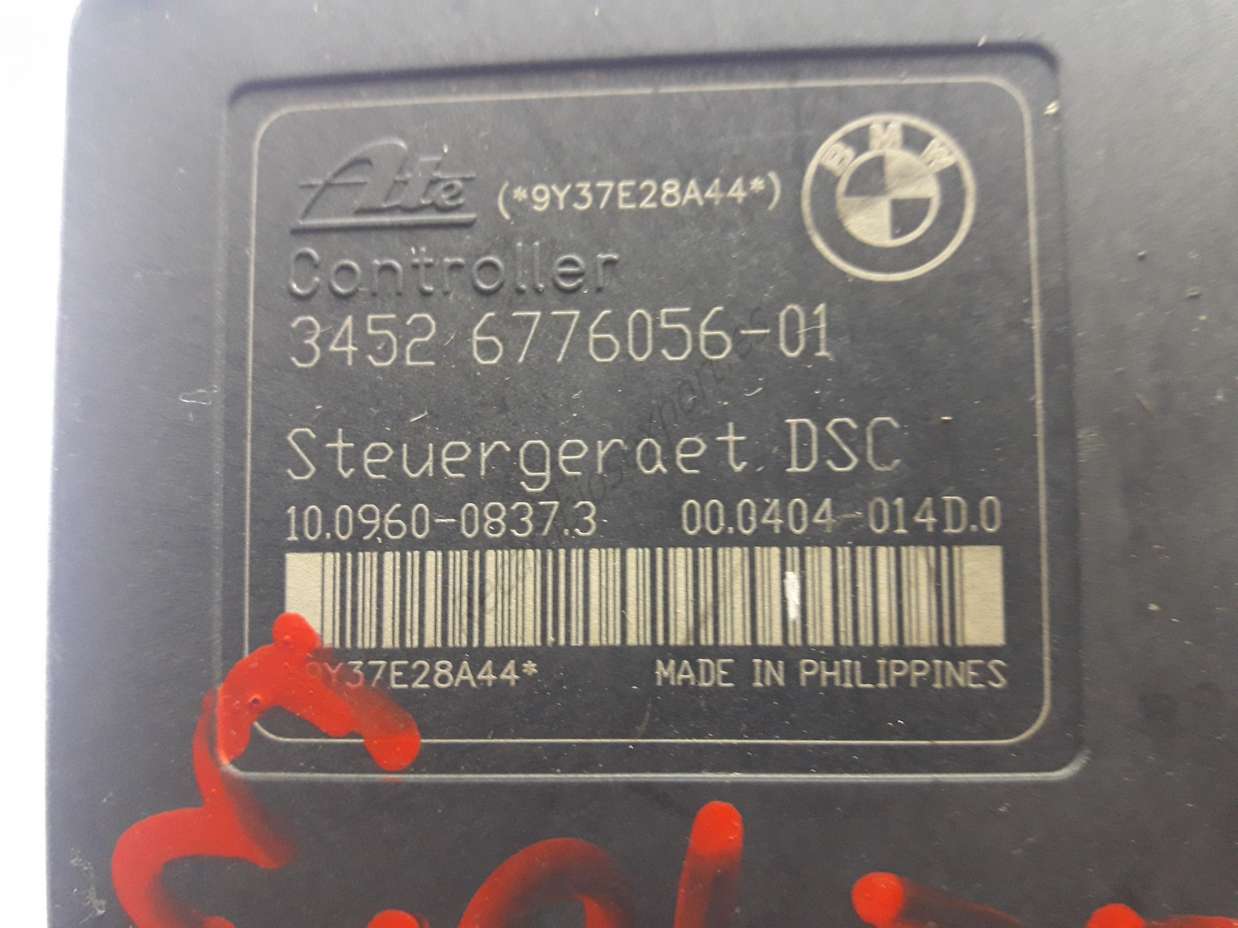 Ate (*9Y37E28A44*) BMW
Controller
3452 6776056-01
Steuergeraet DSC
10.0960-0837.3 00.0404-014D.0
9Y37E28A44* MADE IN PHILIPPINES